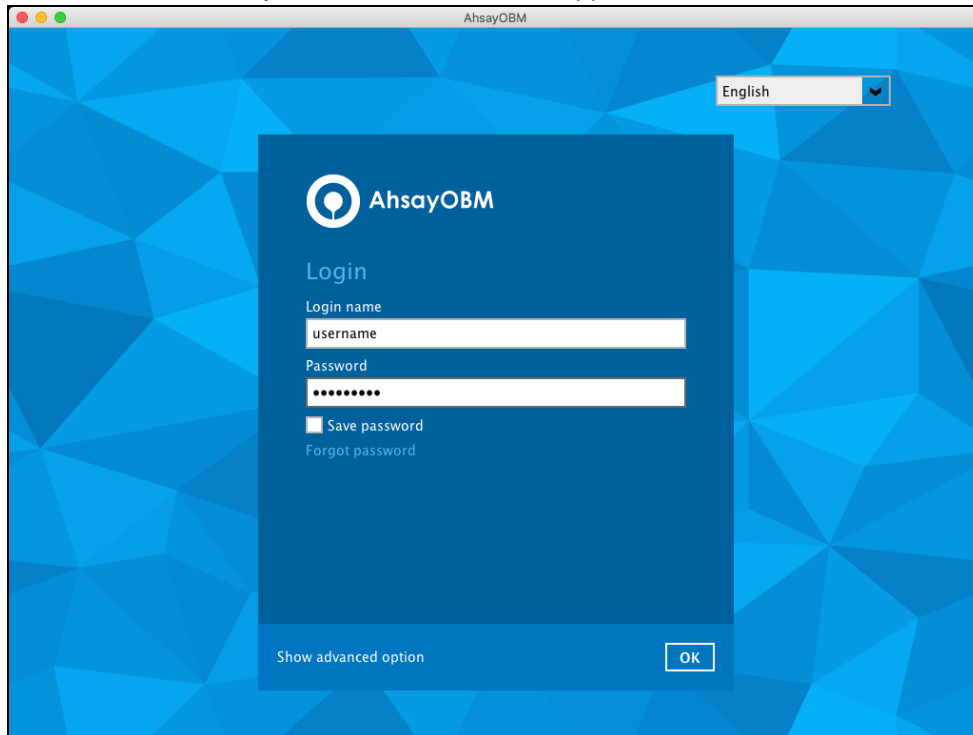 AhsayOBM
English
AhsayOBM
Login
Login name
username
Password
Save password
Forgot password
Show advanced option
OK